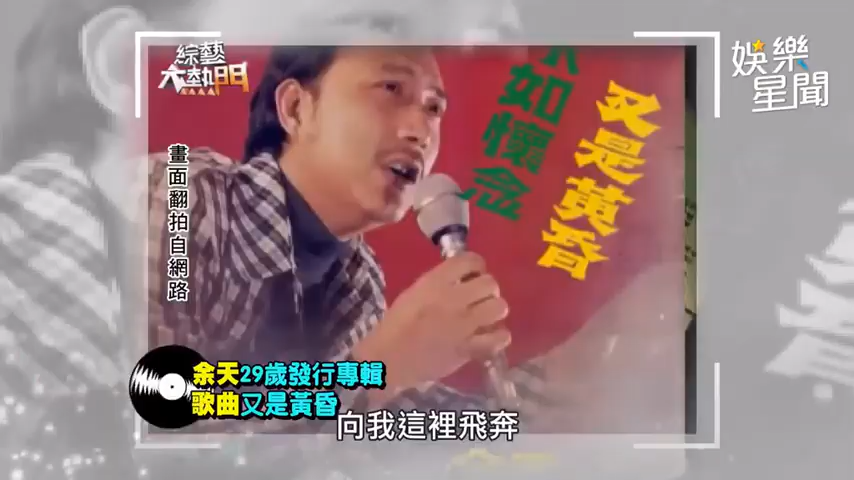 綜藝
大熱門
娛樂
星聞
又是黃昏
如懷念
畫面翻拍自網路
余天29歲發行專輯
歌曲又是黃昏
向我這裡飛奔